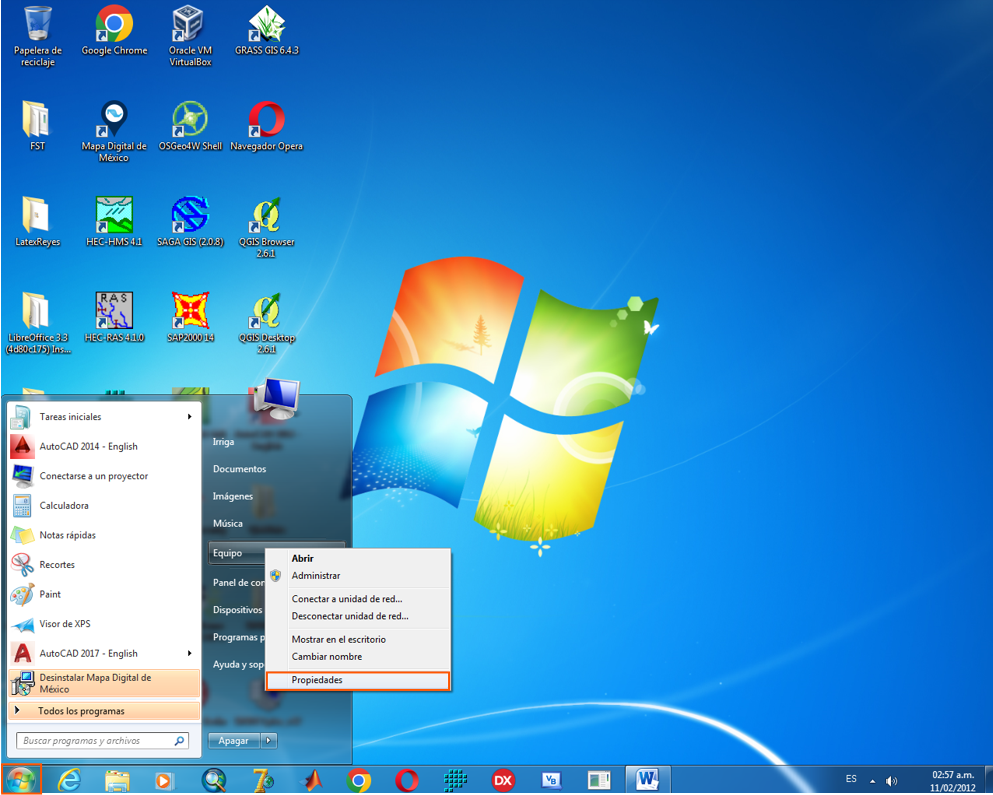 Papelera de
reciclaje
Google Chrome
Oracle VM
VirtualBox
GRASS GIS 6.4.3
FST
Mapa Digital de
México
OSGeo4W Shell
Navegador Opera
LatexReyes
HEC-HMS 4.1
SAGA GIS (2.0.8)
QGIS Browser
2.6.1
LibreOffice 3.3
(4d80c175) Ins...
RAS
HEC-RAS 4.1.0
SAP2000 14
QGIS Desktop
2.6.1
Tareas iniciales
AutoCAD 2014 - English
Conectarse a un proyector
Calculadora
Notas rápidas
Recortes
Paint
Visor de XPS
AutoCAD 2017 - English
Desinstalar Mapa Digital de
México
Todos los programas
Buscar programas y archivos
Irriga
Documentos
Imágenes
Música
Equipo
Panel de con
Dispositivos
Programas p
Ayuda y sop
Apagar
Abrir
Administrar
Conectar a unidad de red...
Desconectar unidad de red...
Mostrar en el escritorio
Cambiar nombre
Propiedades
DX
VB
W
ES
02:57 a.m.
11/02/2012